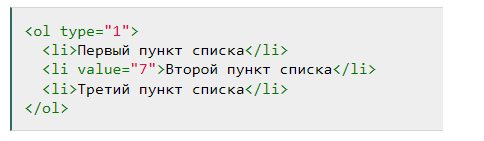 <ol type="1">
  <li>Первый пункт списка</li>
  <li value="7">Второй пункт списка</li>
  <li>Третий пункт списка</li>
</ol>